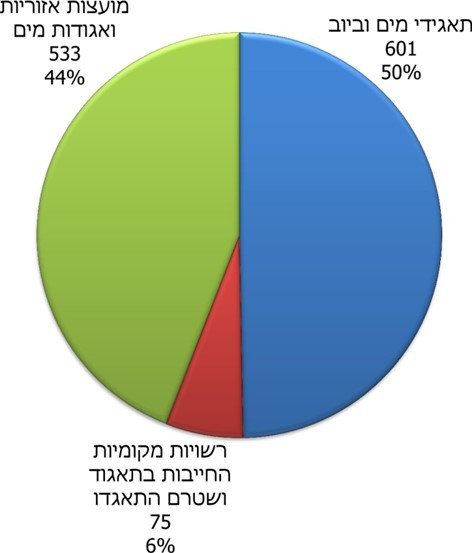 תאגידי מים וביוב
601
50%
מועצות אזוריות
ואגודות מים
533
44%
רשויות מקומיות
החייבות בתאגוד
ושטרם התאגדו
75
6%